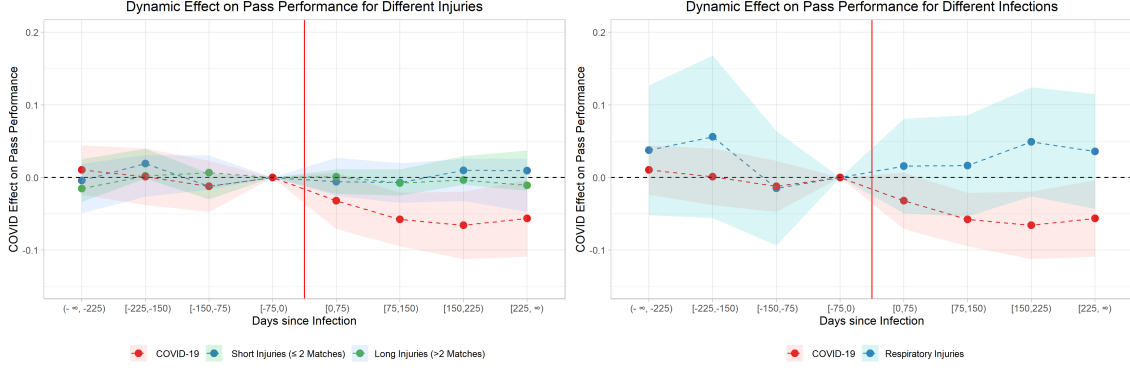 Dynamic Effect on Pass Performance for Different Injuries
COVID Effect on Pass Performance
0.2
0.1
0.0
-0.1
(- ∞, -225) [-225,-150) [-150,-75) [-75,0) [0,75) [75,150) [150,225) [225, ∞)
Days since Infection
COVID-19 Short Injuries (≤ 2 Matches) Long Injuries (>2 Matches)
Dynamic Effect on Pass Performance for Different Infections
COVID Effect on Pass Performance
0.2
0.1
0.0
-0.1
(- ∞, -225) [-225,-150) [-150,-75) [-75,0) [0,75) [75,150) [150,225) [225, ∞)
Days since Infection
COVID-19 Respiratory Injuries